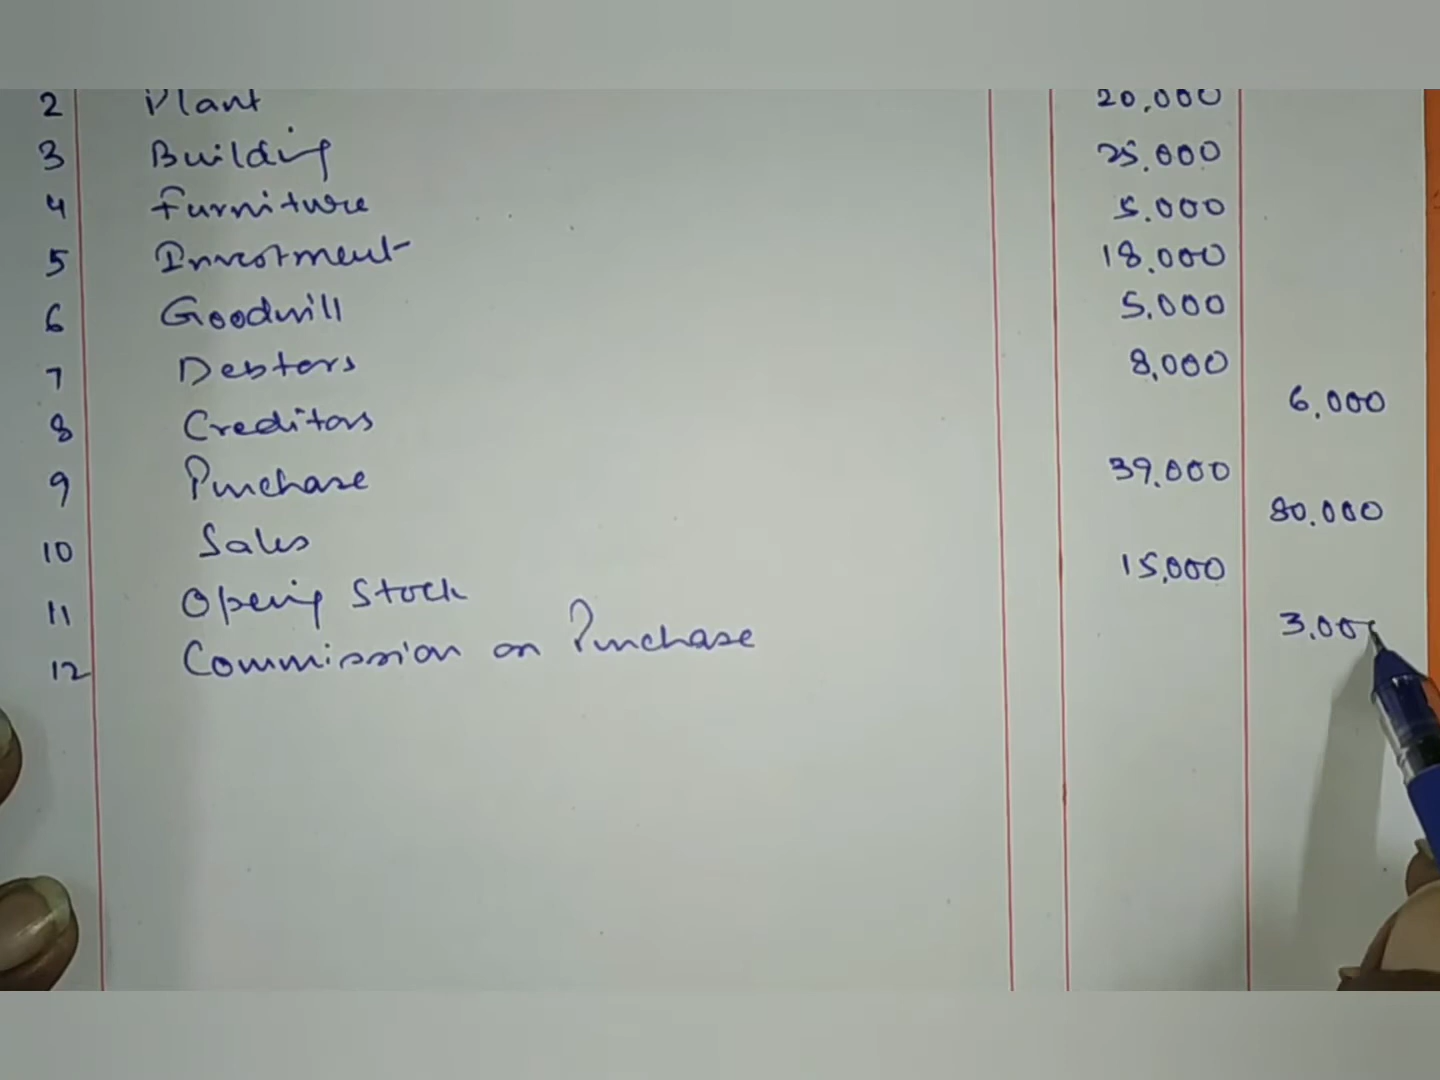 2 Plant 20,000
3 Building 25,000
4 Furniture 5,000
5 Investment 18,000
6 Goodwill 5,000
7 Debtors 8,000
8 Creditors 6,000
9 Purchase 39,000
10 Sales 80,000
11 Opening Stock 15,000
12 Commission on Purchase 3,000